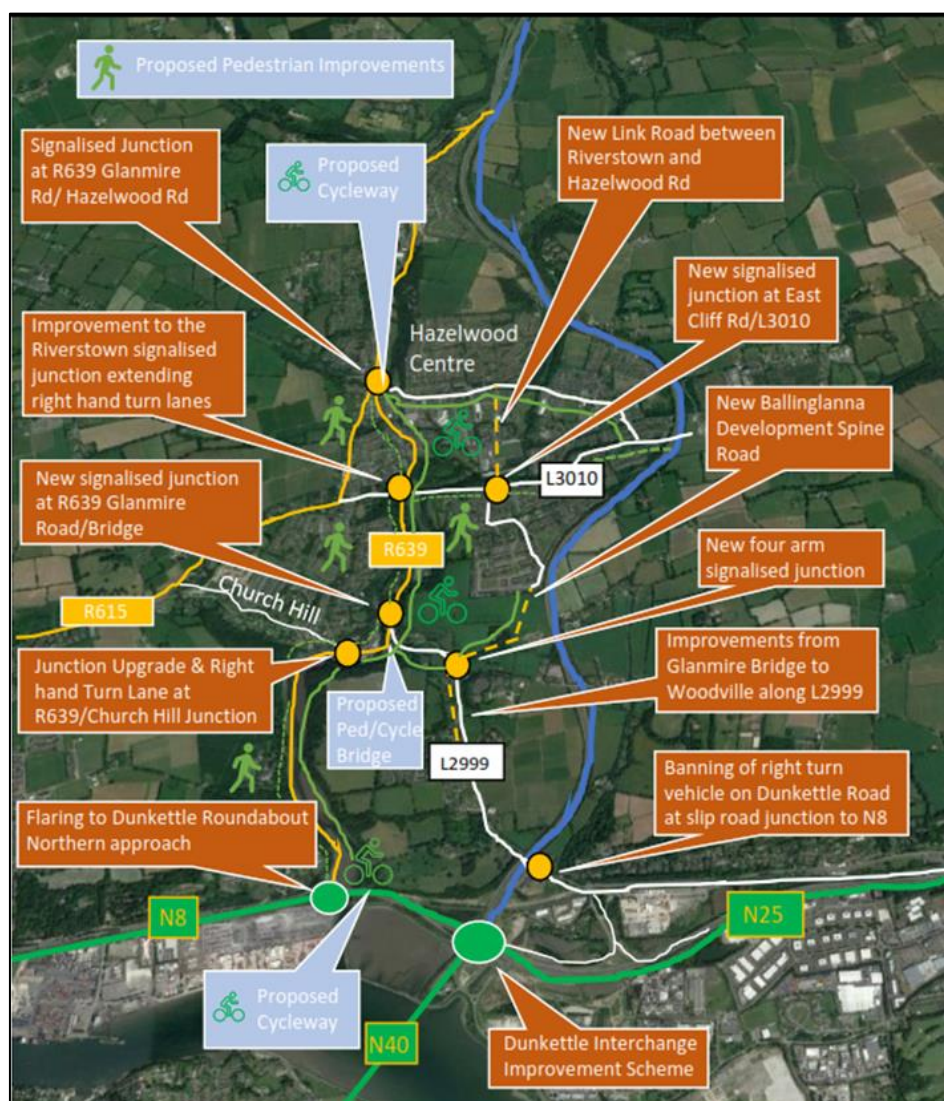 Proposed Pedestrian Improvements
Signalised Junction
at R639 Glanmire
Rd/ Hazelwood Rd
Proposed
Cycleway
New Link Road between
Riverstown and
Hazelwood Rd
New signalised
junction at East
Cliff Rd/L3010
Improvement to the
Riverstown signalised
junction extending
right hand turn lanes
Hazelwood
Centre
New Ballinglanna
Development Spine
Road
New signalised junction
at R639 Glanmire
Road/Bridge
L3010
R639
New four arm
signalised junction
Church Hill
R615
Improvements from
Glanmire Bridge to
Woodville along L2999
Junction Upgrade & Right
hand Turn Lane at
R639/Church Hill Junction
Proposed
Ped/Cycle
Bridge
L2999
Banning of right turn
vehicle on Dunkettle Road
at slip road junction to N8
Flaring to Dunkettle Roundabout
Northern approach
N8
N25
Proposed
Cycleway
N40
Dunkettle Interchange
Improvement Scheme